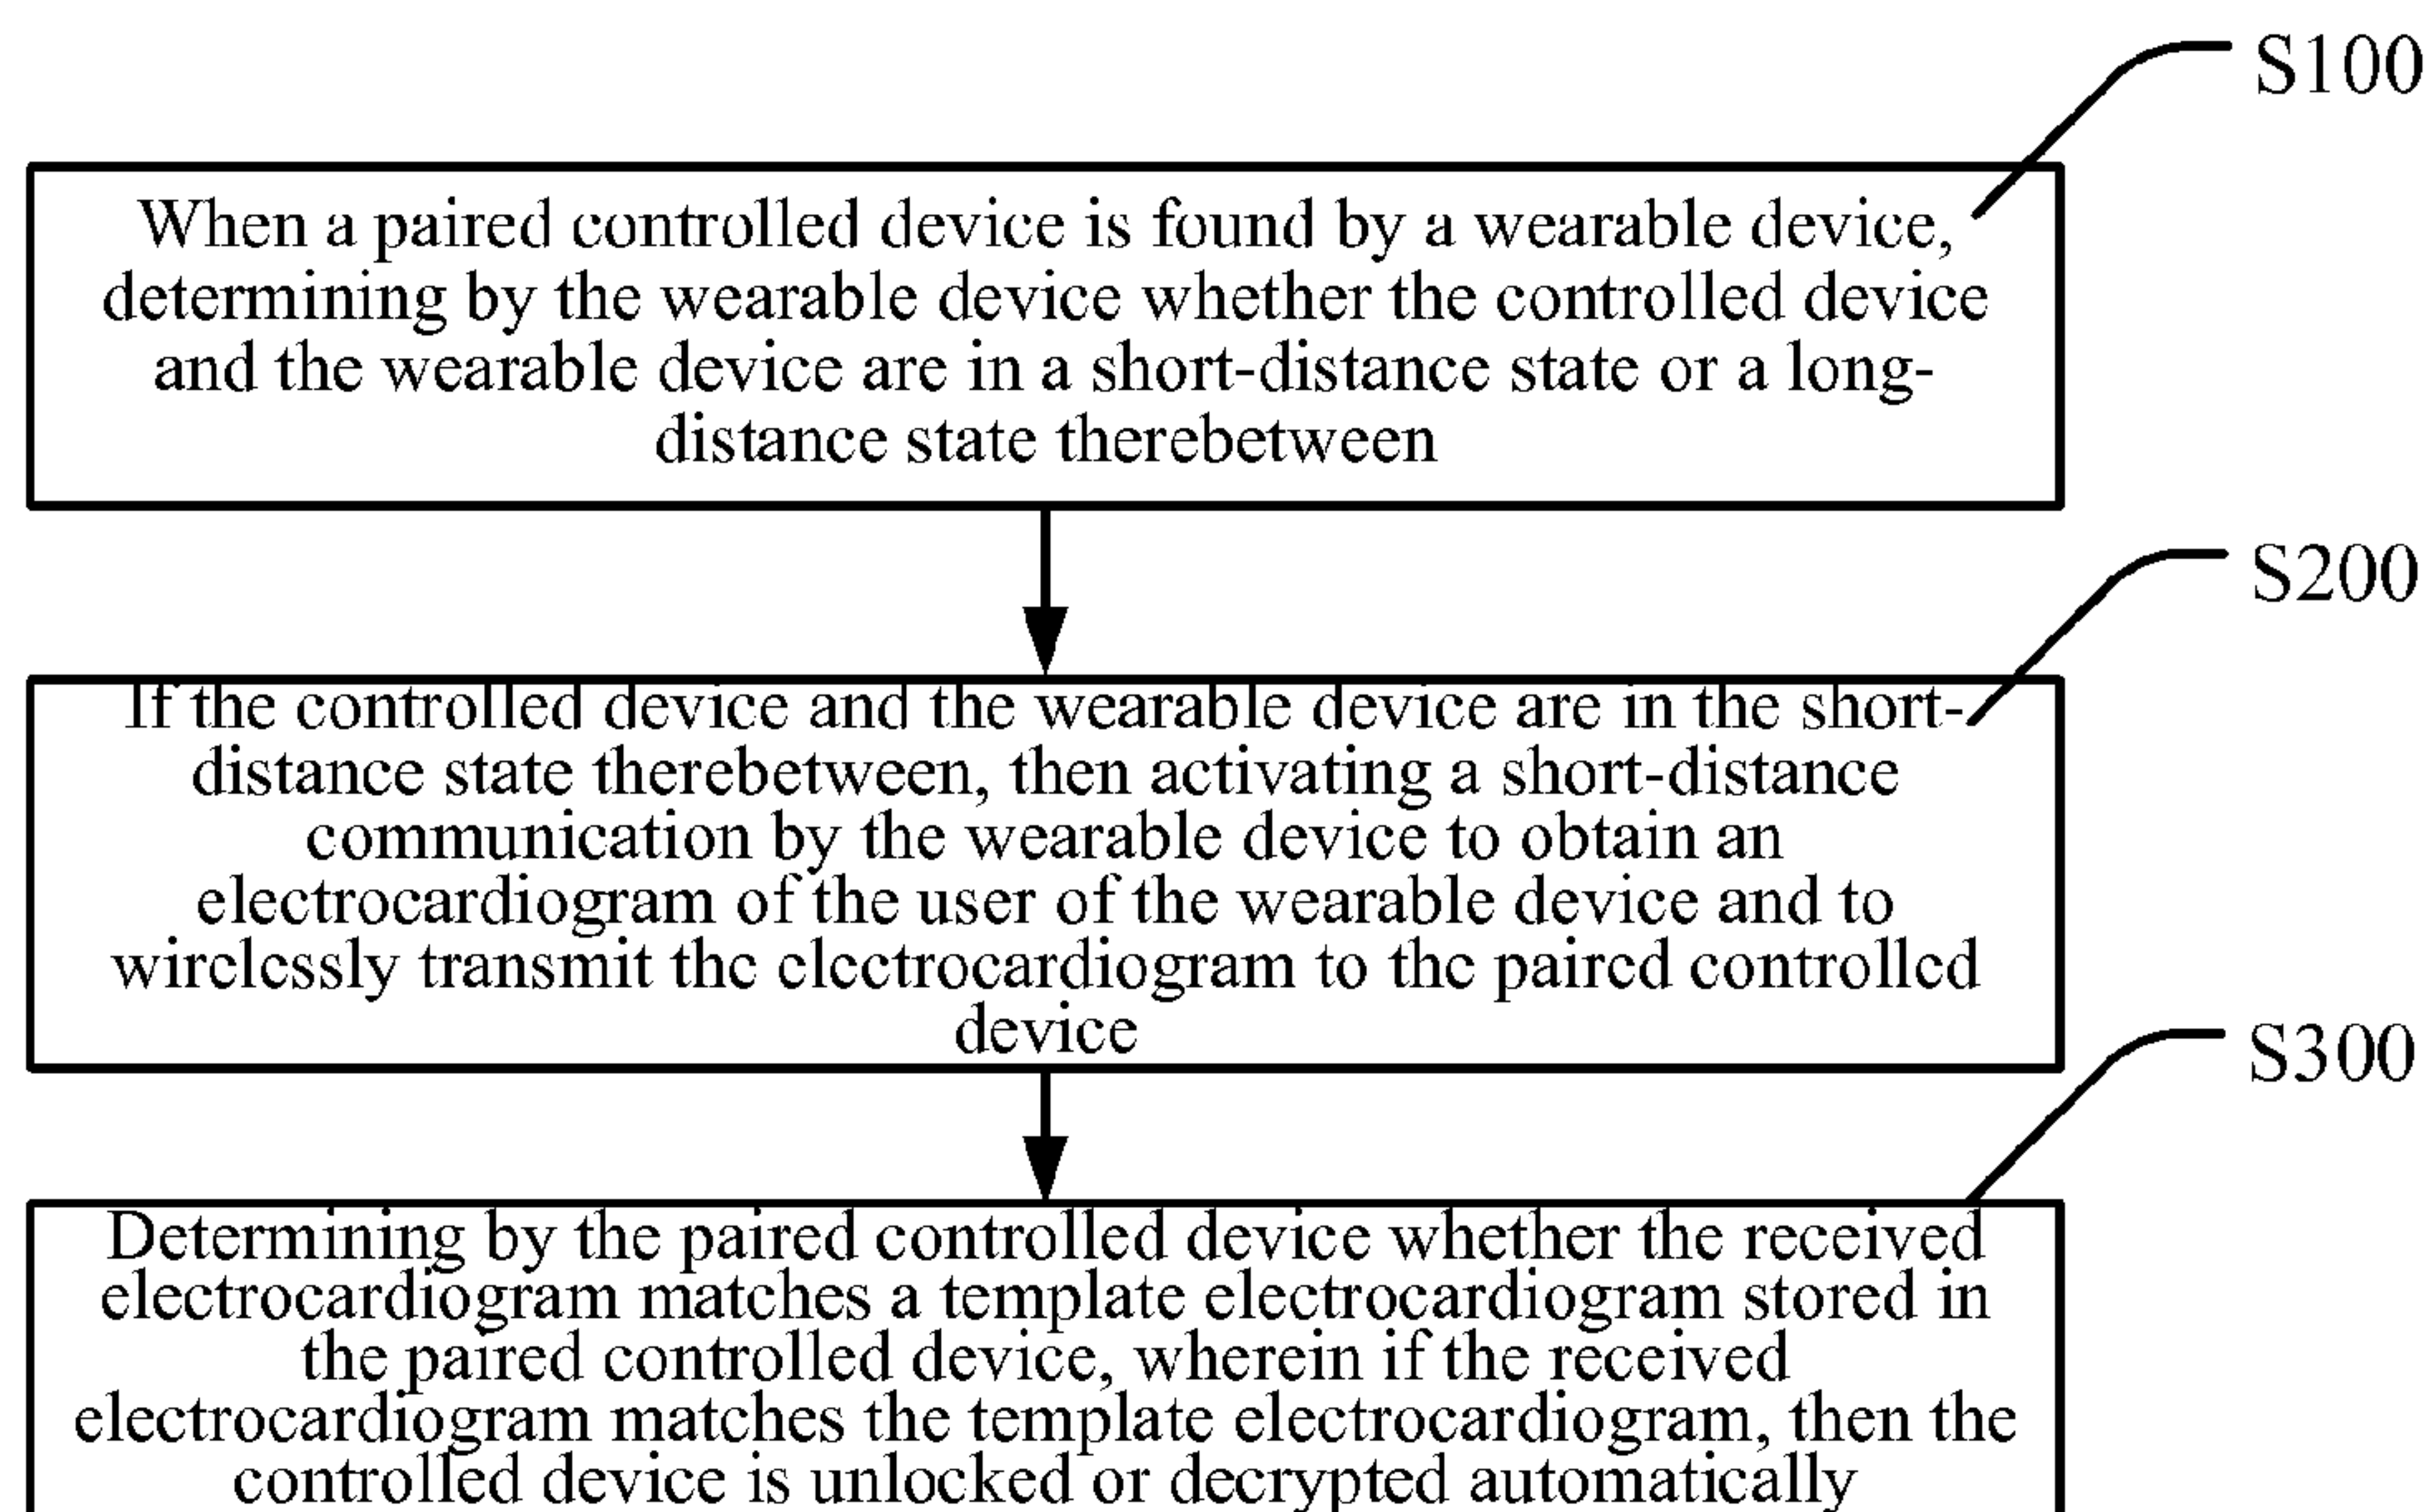 S100
When a paired controlled device is found by a wearable device,
determining by the wearable device whether the controlled device
and the wearable device are in a short-distance state or a long-
distance state therebetween
S200
If the controlled device and the wearable device are in the short-
distance state therebetween, then activating a short-distance
communication by the wearable device to obtain an
electrocardiogram of the user of the wearable device and to
wirelessly transmit the electrocardiogram to the paired controlled
device
S300
Determining by the paired controlled device whether the received
electrocardiogram matches a template electrocardiogram stored in
the paired controlled device, wherein if the received
electrocardiogram matches the template electrocardiogram, then the
controlled device is unlocked or decrypted automatically